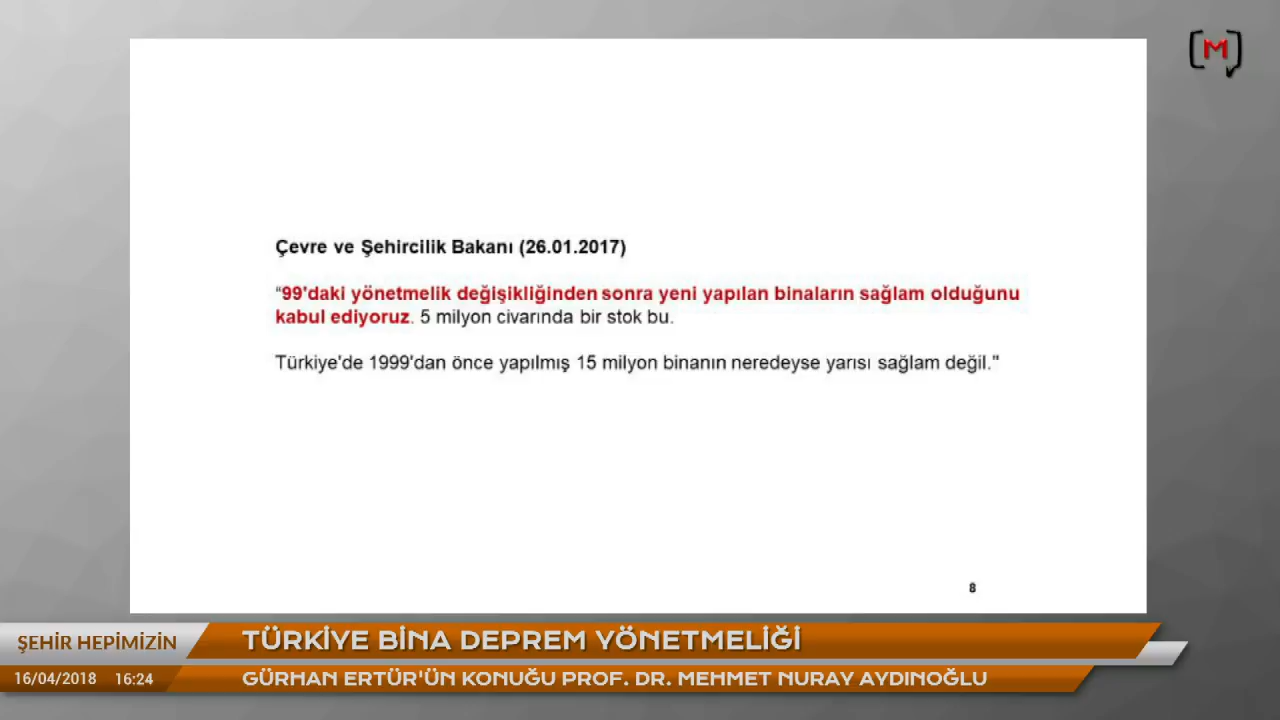 [M]
Çevre ve Şehircilik Bakanı (26.01.2017)
“99'daki yönetmelik değişikliğinden sonra yeni yapılan binaların sağlam olduğunu
kabul ediyoruz. 5 milyon civarında bir stok bu.
Türkiye'de 1999'dan önce yapılmış 15 milyon binanın neredeyse yarısı sağlam değil."
8
ŞEHİR HEPİMİZİN
TÜRKİYE BİNA DEPREM YÖNETMELİĞİ
16/04/2018 16:24
GÜRHAN ERTÜR'ÜN KONUĞU PROF. DR. MEHMET NURAY AYDINOĞLU